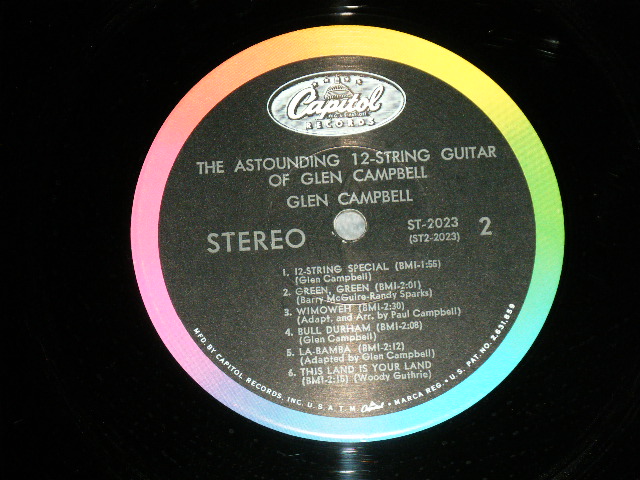 Capitol
RECORDS
THE ASTOUNDING 12-STRING GUITAR
OF GLEN CAMPBELL
GLEN CAMPBELL
STEREO
ST-2023
(ST2-2023)
2
1. 12-STRING SPECIAL (BMI-1:55)
(Glen Campbell)
2. GREEN, GREEN (BMI-2:01)
(Barry McGuire-Randy Sparks)
3. WIMOWEH (BMI-2:30)
(Adapt. and Arr. by Paul Campbell)
4. BULL DURHAM (BMI-2:08)
(Glen Campbell)
5. LA-BAMBA (BMI-2:12)
(Adapted by Glen Campbell)
6. THIS LAND IS YOUR LAND
(BMI-2:15) (Woody Guthrie)
MFD. BY CAPITOL RECORDS, INC. U.S.A. T.M. Capitol • MARCA REG. • U.S. PAT. NO. 2,631,859